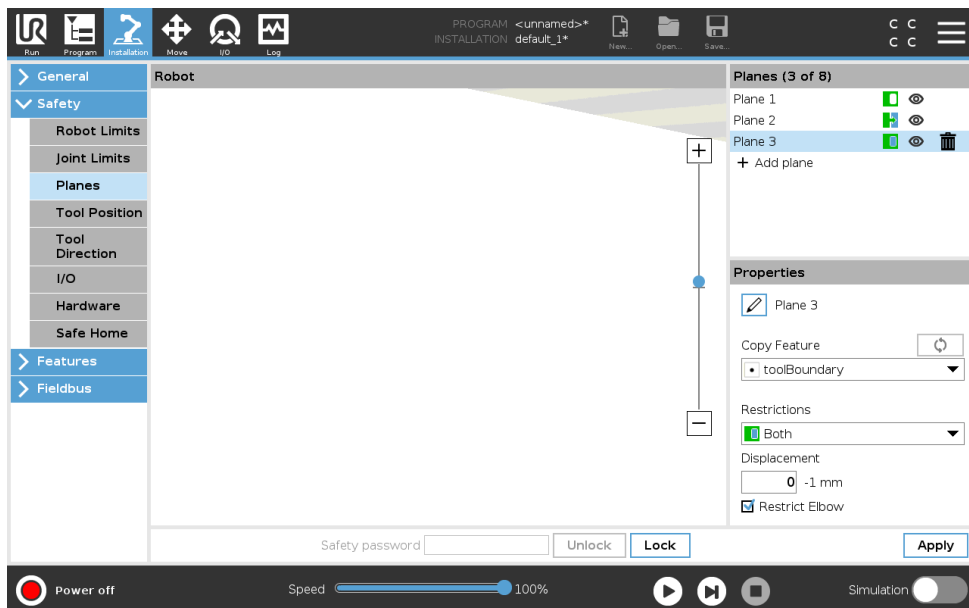 PROGRAM <unnamed>*
INSTALLATION default_1*
UR
Run
Program
Installation
Move
I/O
Log
New...
Open...
Save...
C C
C C
General
Safety
Robot Limits
Joint Limits
Planes
Tool Position
Tool
Direction
I/O
Hardware
Safe Home
Features
Fieldbus
Robot
+
−
Planes (3 of 8)
Plane 1
Plane 2
Plane 3
+ Add plane
Properties
Plane 3
Copy Feature
toolBoundary
Restrictions
Both
Displacement
0 -1 mm
Restrict Elbow
Safety password
Unlock
Lock
Apply
Power off
Speed
100%
Simulation